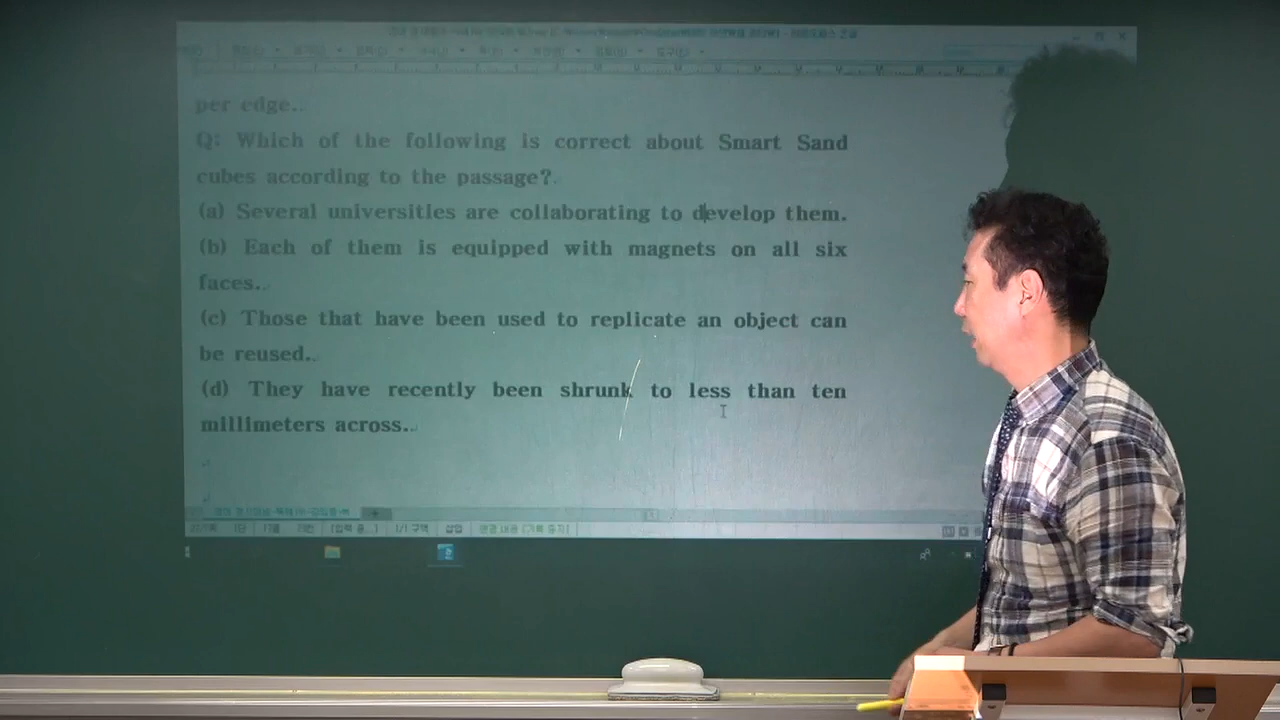 per edge..
Q: Which of the following is correct about Smart Sand
cubes according to the passage?.
(a) Several universities are collaborating to develop them.
(b) Each of them is equipped with magnets on all six
faces..
(c) Those that have been used to replicate an object can
be reused..
(d) They have recently been shrunk to less than ten
millimeters across..